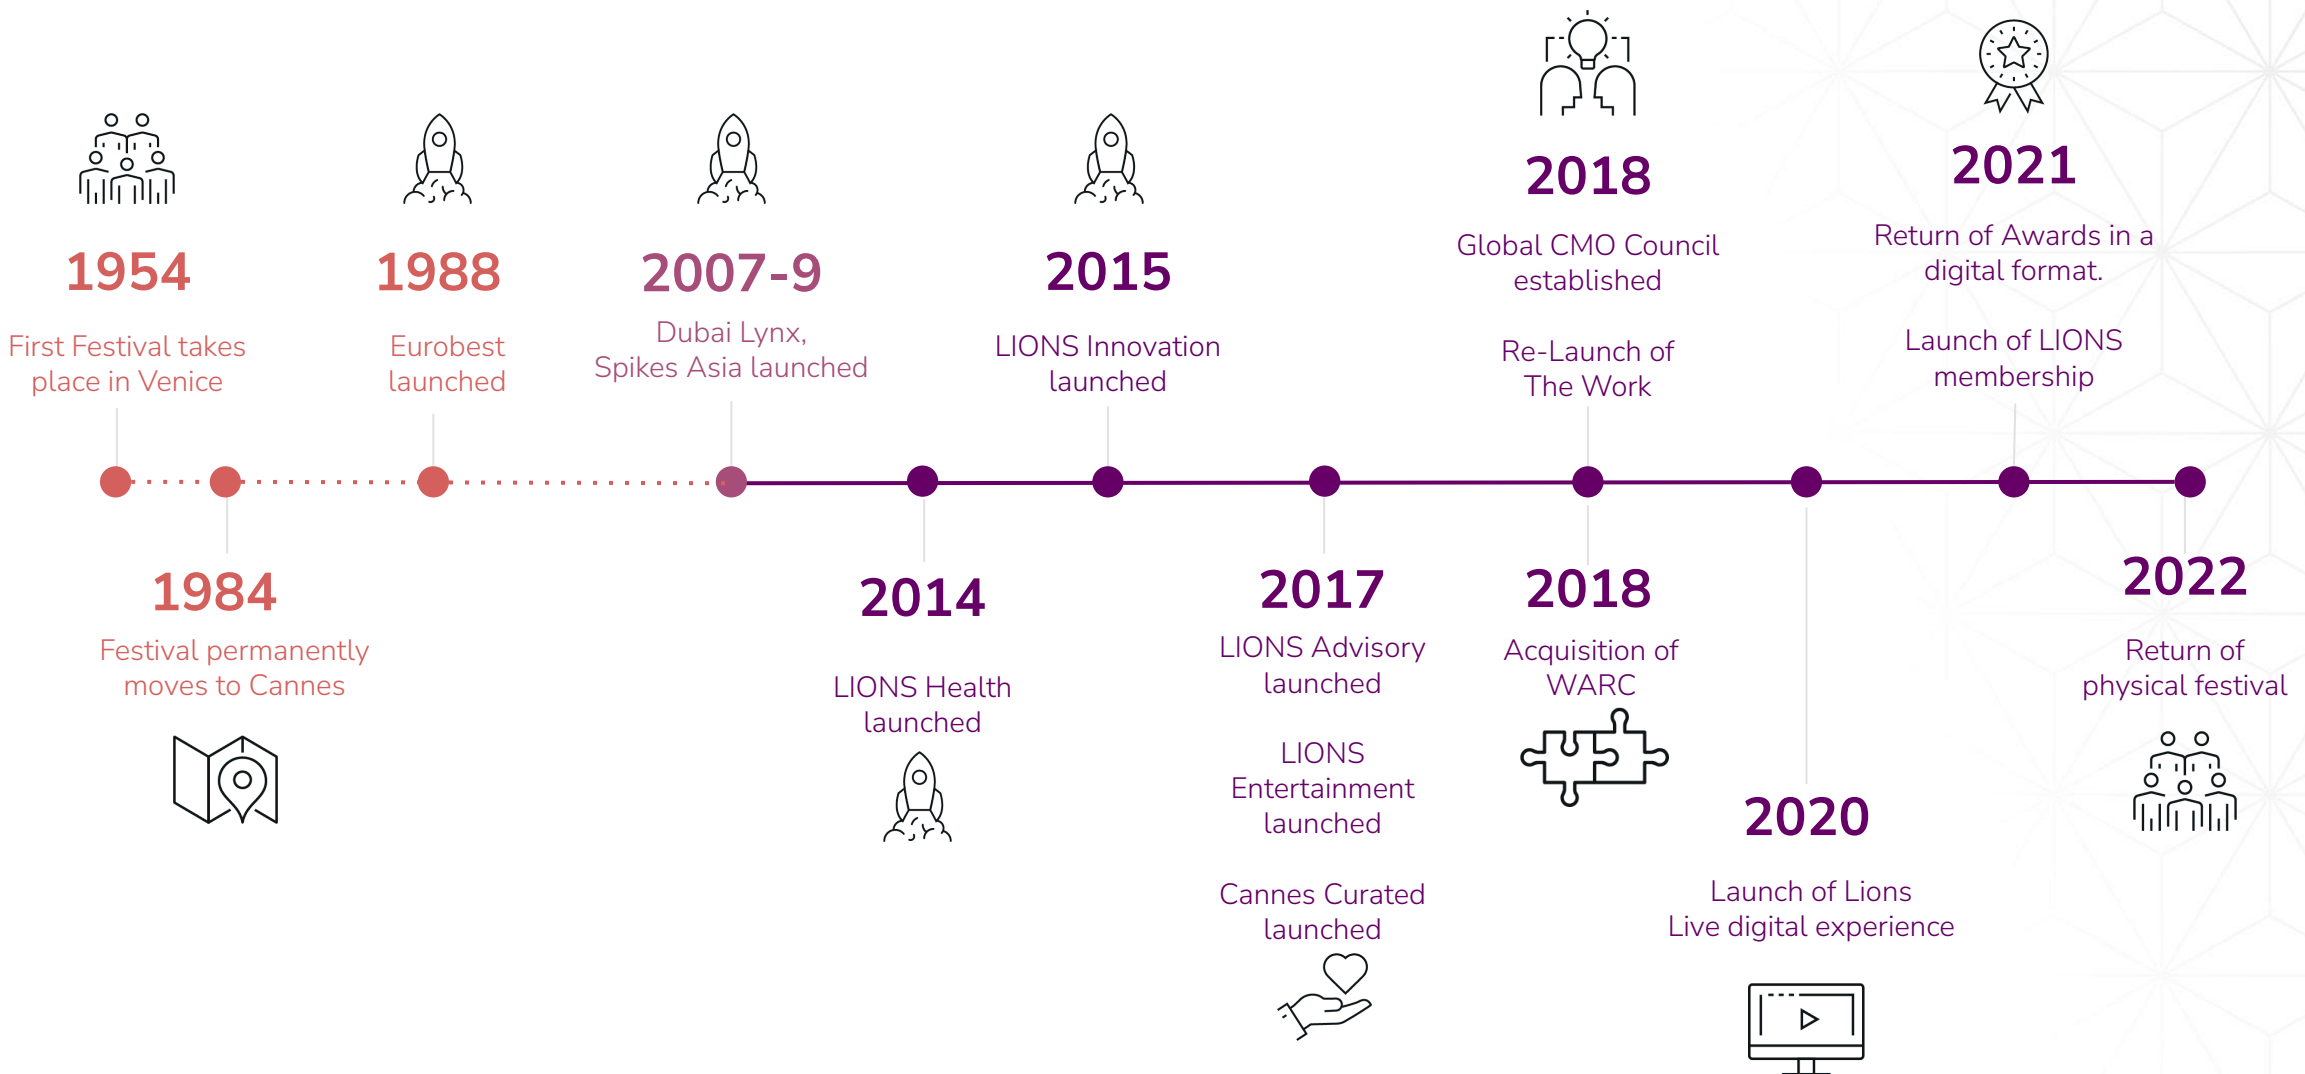 1954
First Festival takes
place in Venice
1984
Festival permanently
moves to Cannes
1988
Eurobest
launched
2007-9
Dubai Lynx,
Spikes Asia launched
2014
LIONS Health
launched
2015
LIONS Innovation
launched
2017
LIONS Advisory
launched
LIONS
Entertainment
launched
Cannes Curated
launched
2018
Global CMO Council
established
Re-Launch of
The Work
2018
Acquisition of
WARC
2020
Launch of Lions
Live digital experience
2021
Return of Awards in a
digital format.
Launch of LIONS
membership
2022
Return of
physical festival